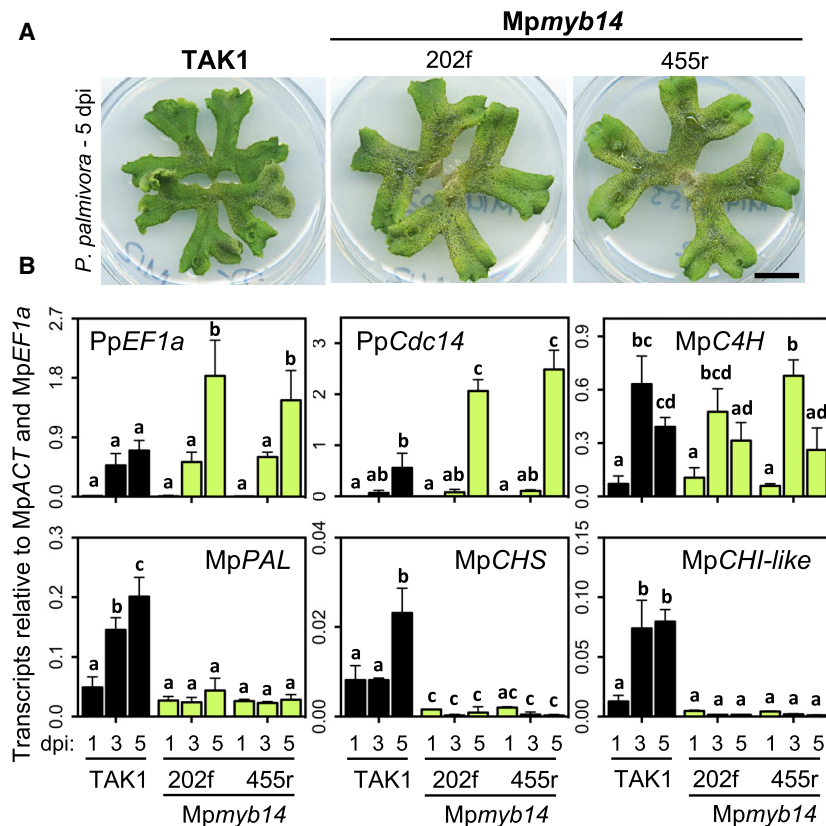 A
Mpmyb14
TAK1 202f 455r
P. palmivora - 5 dpi
B
Transcripts relative to MpACT and MpEF1a
PpEF1a
2.7
1.8
0.9
0.0
a a a a a b a a b
PpCdc14
3
2
1
0
a ab b a ab c a ab c
MpC4H
0.9
0.6
0.3
0.0
a bc cd a bcd ad a b ad
MpPAL
0.3
0.2
0.1
0.0
a b c a a a a a a
MpCHS
0.04
0.02
0.00
a a b c c c ac c c
MpCHI-like
0.15
0.10
0.05
0.00
a b b a a a a a a
dpi: 1 3 5 1 3 5 1 3 5 1 3 5 1 3 5 1 3 5 1 3 5 1 3 5 1 3 5
TAK1 202f 455r TAK1 202f 455r TAK1 202f 455r
Mpmyb14 Mpmyb14 Mpmyb14